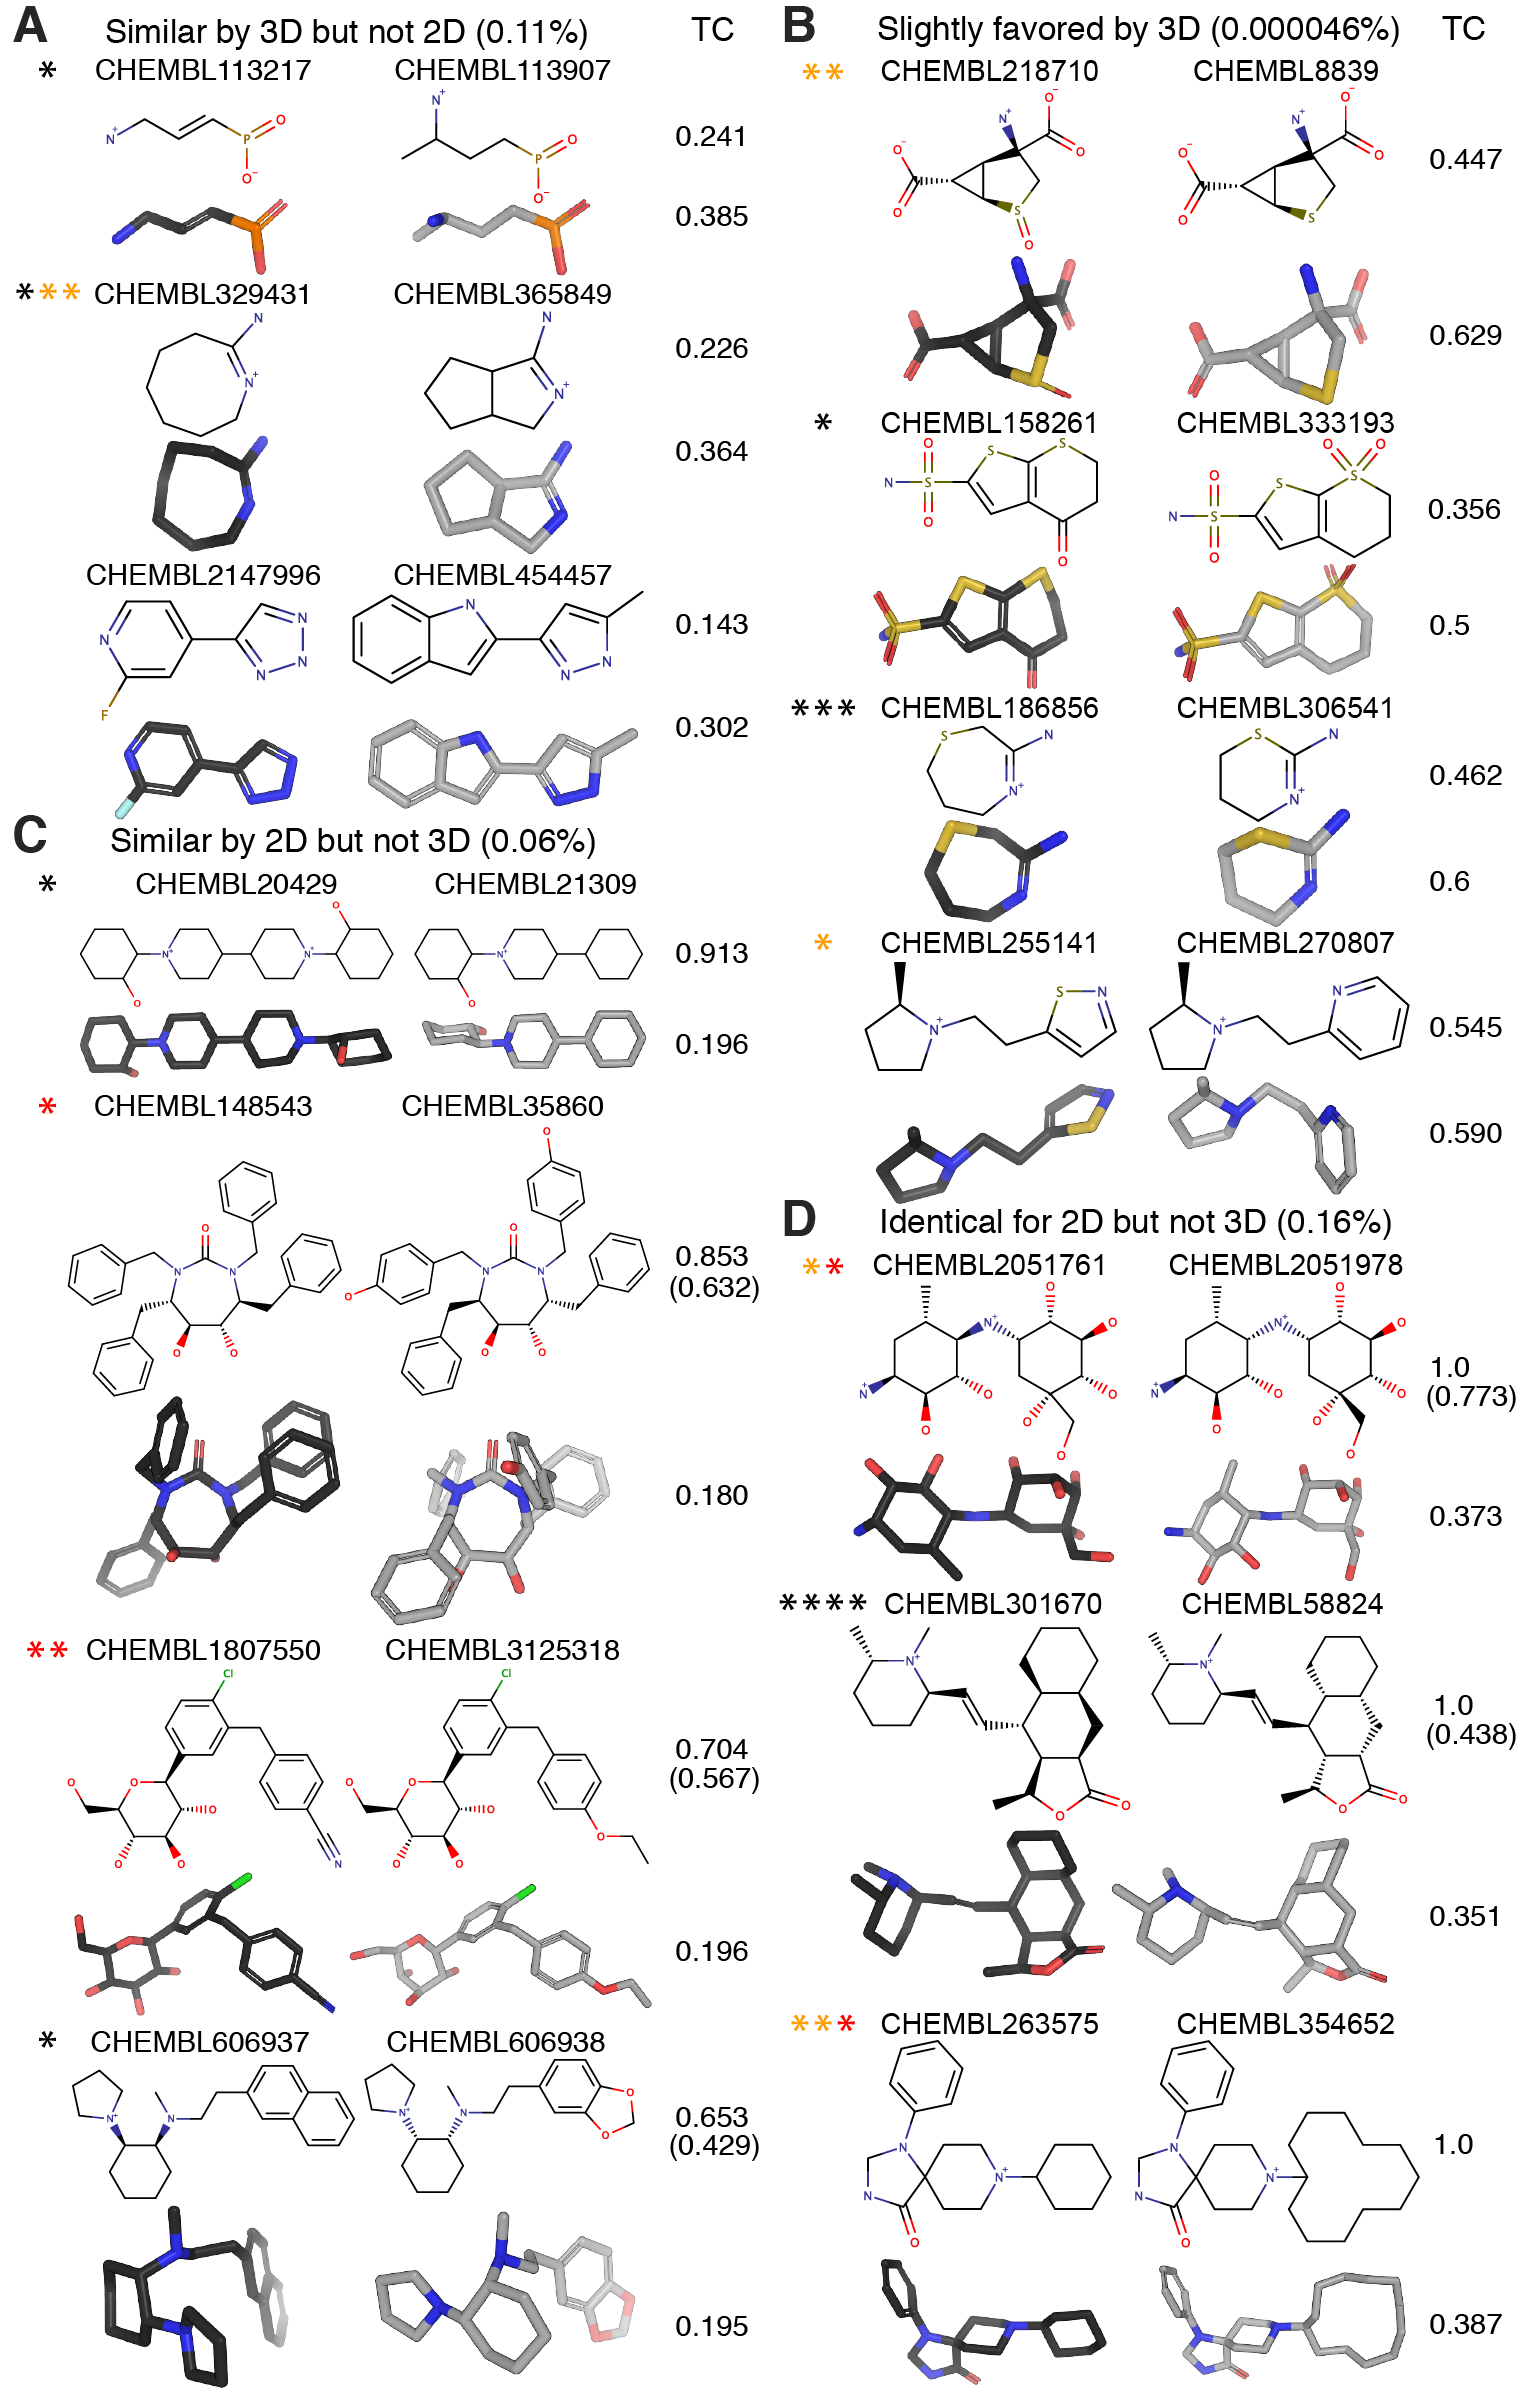 A Similar by 3D but not 2D (0.11%) TC
* CHEMBL113217 CHEMBL113907
N+ P O O- N+ P O O-
0.241
0.385
*** CHEMBL329431 CHEMBL365849
N N+ N N+
0.226
0.364
CHEMBL2147996 CHEMBL454457
N F N N N N N N
0.143
0.302
B Slightly favored by 3D (0.000046%) TC
** CHEMBL218710 CHEMBL8839
O- O N+ O- O S O O- O N+ O- O S
0.447
0.629
* CHEMBL158261 CHEMBL333193
N S O O S S O N S O O S S O O
0.356
0.5
*** CHEMBL186856 CHEMBL306541
S N N+ S N N+
0.462
0.6
* CHEMBL255141 CHEMBL270807
N+ S N N+ N
0.545
0.590
C Similar by 2D but not 3D (0.06%)
* CHEMBL20429 CHEMBL21309
O N+ N+ O N+ O
0.913
0.196
* CHEMBL148543 CHEMBL35860
O N N O O O O O N N O O
0.853
(0.632)
0.180
** CHEMBL1807550 CHEMBL3125318
Cl O O O O O N Cl O O O O O O
0.704
(0.567)
0.196
* CHEMBL606937 CHEMBL606938
N+ N N+ N O O
0.653
(0.429)
0.195
D Identical for 2D but not 3D (0.16%)
** CHEMBL2051761 CHEMBL2051978
N+ N+ O O O O O O O N+ N+ O O O O O O O
1.0
(0.773)
0.373
**** CHEMBL301670 CHEMBL58824
N+ O O N+ O O
1.0
(0.438)
0.351
*** CHEMBL263575 CHEMBL354652
N N O N+ N N O N+
1.0
0.387